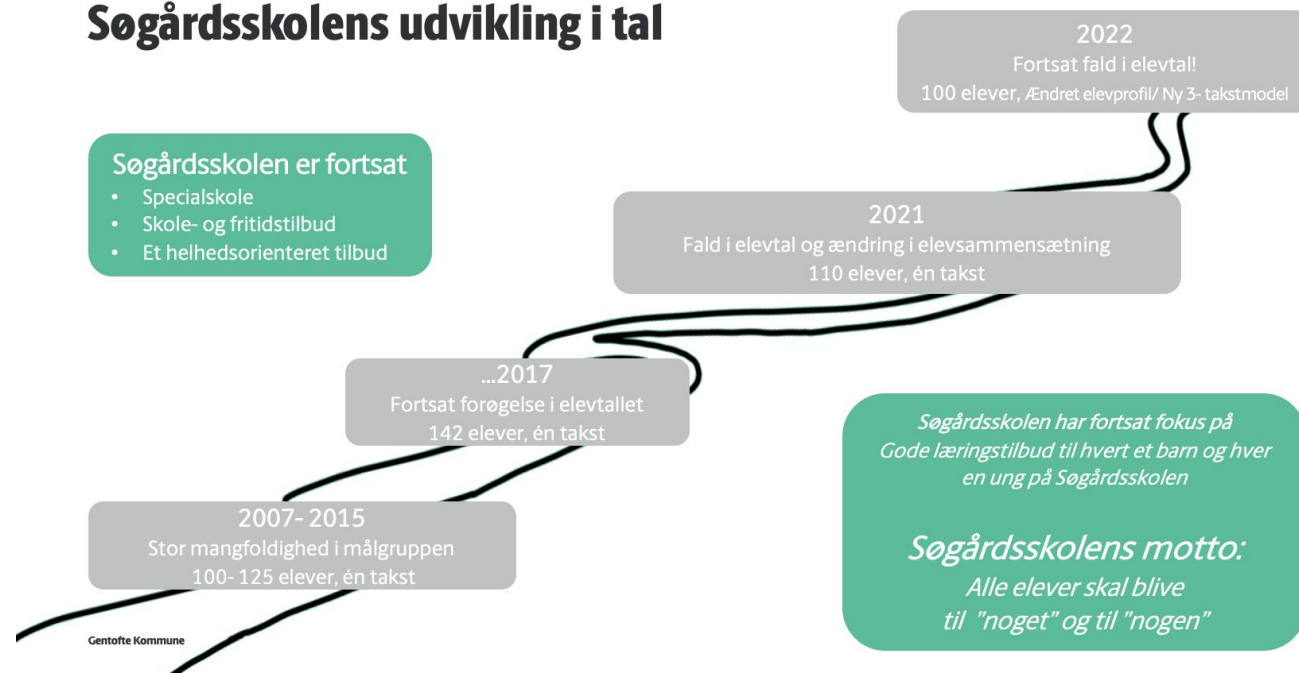 Søgårdsskolens udvikling i tal
2022
Fortsat fald i elevtal!
100 elever, Ændret elevprofil/ Ny 3- takstmodel
Søgårdsskolen er fortsat
• Specialskole
• Skole- og fritidstilbud
• Et helhedsorienteret tilbud
2021
Fald i elevtal og ændring i elevsammensætning
110 elever, én takst
...2017
Fortsat forøgelse i elevtallet
142 elever, én takst
Søgårdsskolen har fortsat fokus på
Gode læringstilbud til hvert et barn og hver
en ung på Søgårdsskolen
Søgårdsskolens motto:
Alle elever skal blive
til "noget" og til "nogen"
2007- 2015
Stor mangfoldighed i målgruppen
100- 125 elever, én takst
Gentofte Kommune